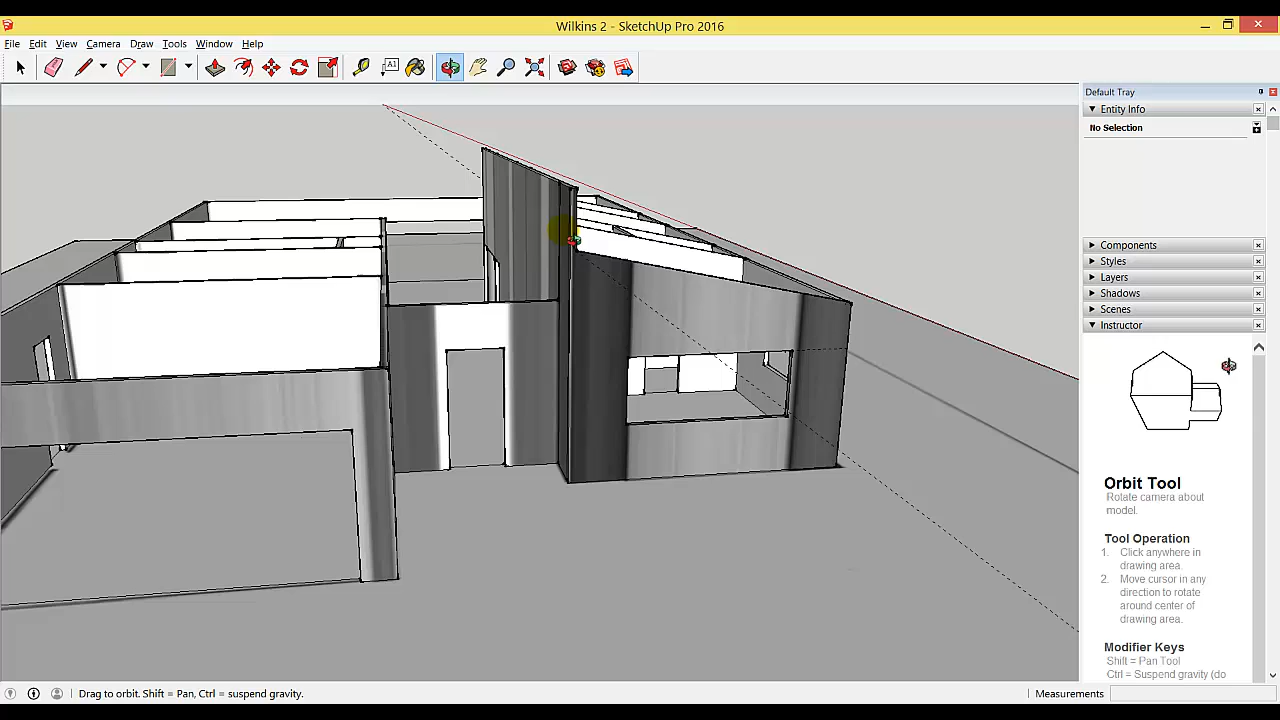 Wilkins 2 - SketchUp Pro 2016
File Edit View Camera Draw Tools Window Help
A1
Default Tray
Entity Info
No Selection
Components
Styles
Layers
Shadows
Scenes
Instructor
Orbit Tool
Rotate camera about
model.
Tool Operation
1. Click anywhere in
drawing area.
2. Move cursor in any
direction to rotate
around center of
drawing area.
Modifier Keys
Shift = Pan Tool
Ctrl = Suspend gravity (do
Drag to orbit. Shift = Pan, Ctrl = suspend gravity.
Measurements